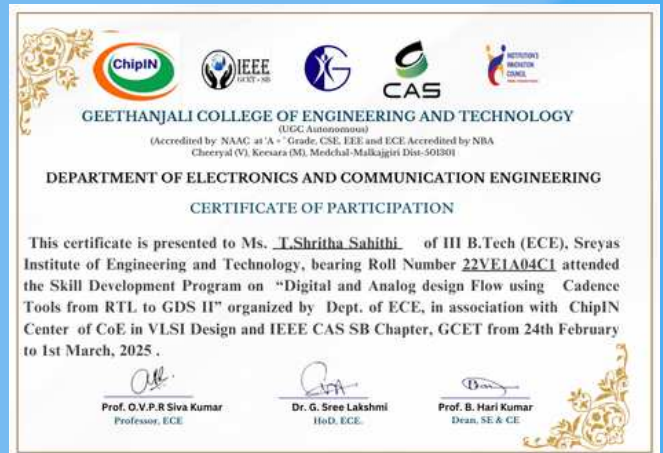 ChipIN
IEEE
GCET - SB
G
CAS
INSTITUTION'S
INNOVATION
COUNCIL
GEETHANJALI COLLEGE OF ENGINEERING AND TECHNOLOGY
(UGC Autonomous)
(Accredited by NAAC at 'A + ' Grade, CSE, EEE and ECE Accredited by NBA
Cheeryal (V), Keesara (M), Medchal-Malkajgiri Dist-501301
DEPARTMENT OF ELECTRONICS AND COMMUNICATION ENGINEERING
CERTIFICATE OF PARTICIPATION
This certificate is presented to Ms. T.Shritha Sahithi of III B.Tech (ECE), Sreyas
Institute of Engineering and Technology, bearing Roll Number 22VE1A04C1 attended
the Skill Development Program on "Digital and Analog design Flow using Cadence
Tools from RTL to GDS II" organized by Dept. of ECE, in association with ChipIN
Center of CoE in VLSI Design and IEEE CAS SB Chapter, GCET from 24th February
to 1st March, 2025 .
Prof. O.V.P.R Siva Kumar
Professor, ECE
Dr. G. Sree Lakshmi
HoD, ECE.
Prof. B. Hari Kumar
Dean, SE & CE